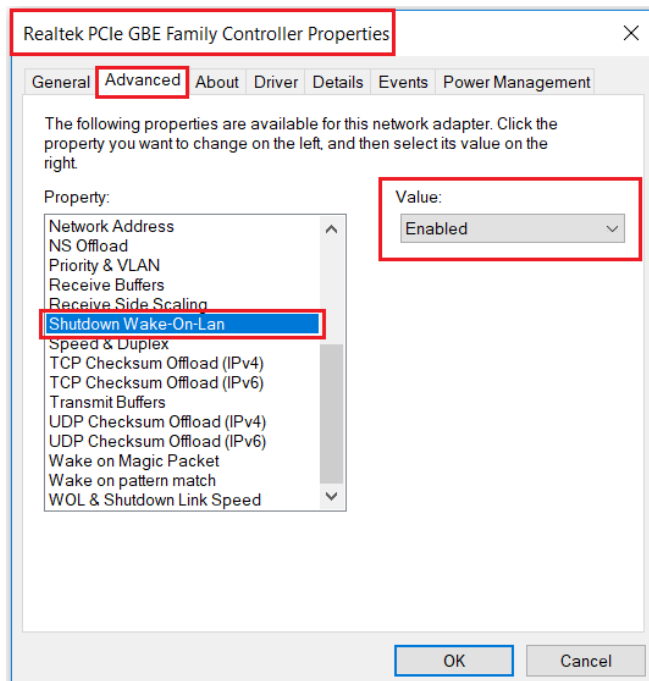 Realtek PCIe GBE Family Controller Properties
General Advanced About Driver Details Events Power Management
The following properties are available for this network adapter. Click the
property you want to change on the left, and then select its value on the
right.
Property:
Value:
Enabled
Network Address
NS Offload
Priority & VLAN
Receive Buffers
Receive Side Scaling
Shutdown Wake-On-Lan
Speed & Duplex
TCP Checksum Offload (IPv4)
TCP Checksum Offload (IPv6)
Transmit Buffers
UDP Checksum Offload (IPv4)
UDP Checksum Offload (IPv6)
Wake on Magic Packet
Wake on pattern match
WOL & Shutdown Link Speed
OK Cancel